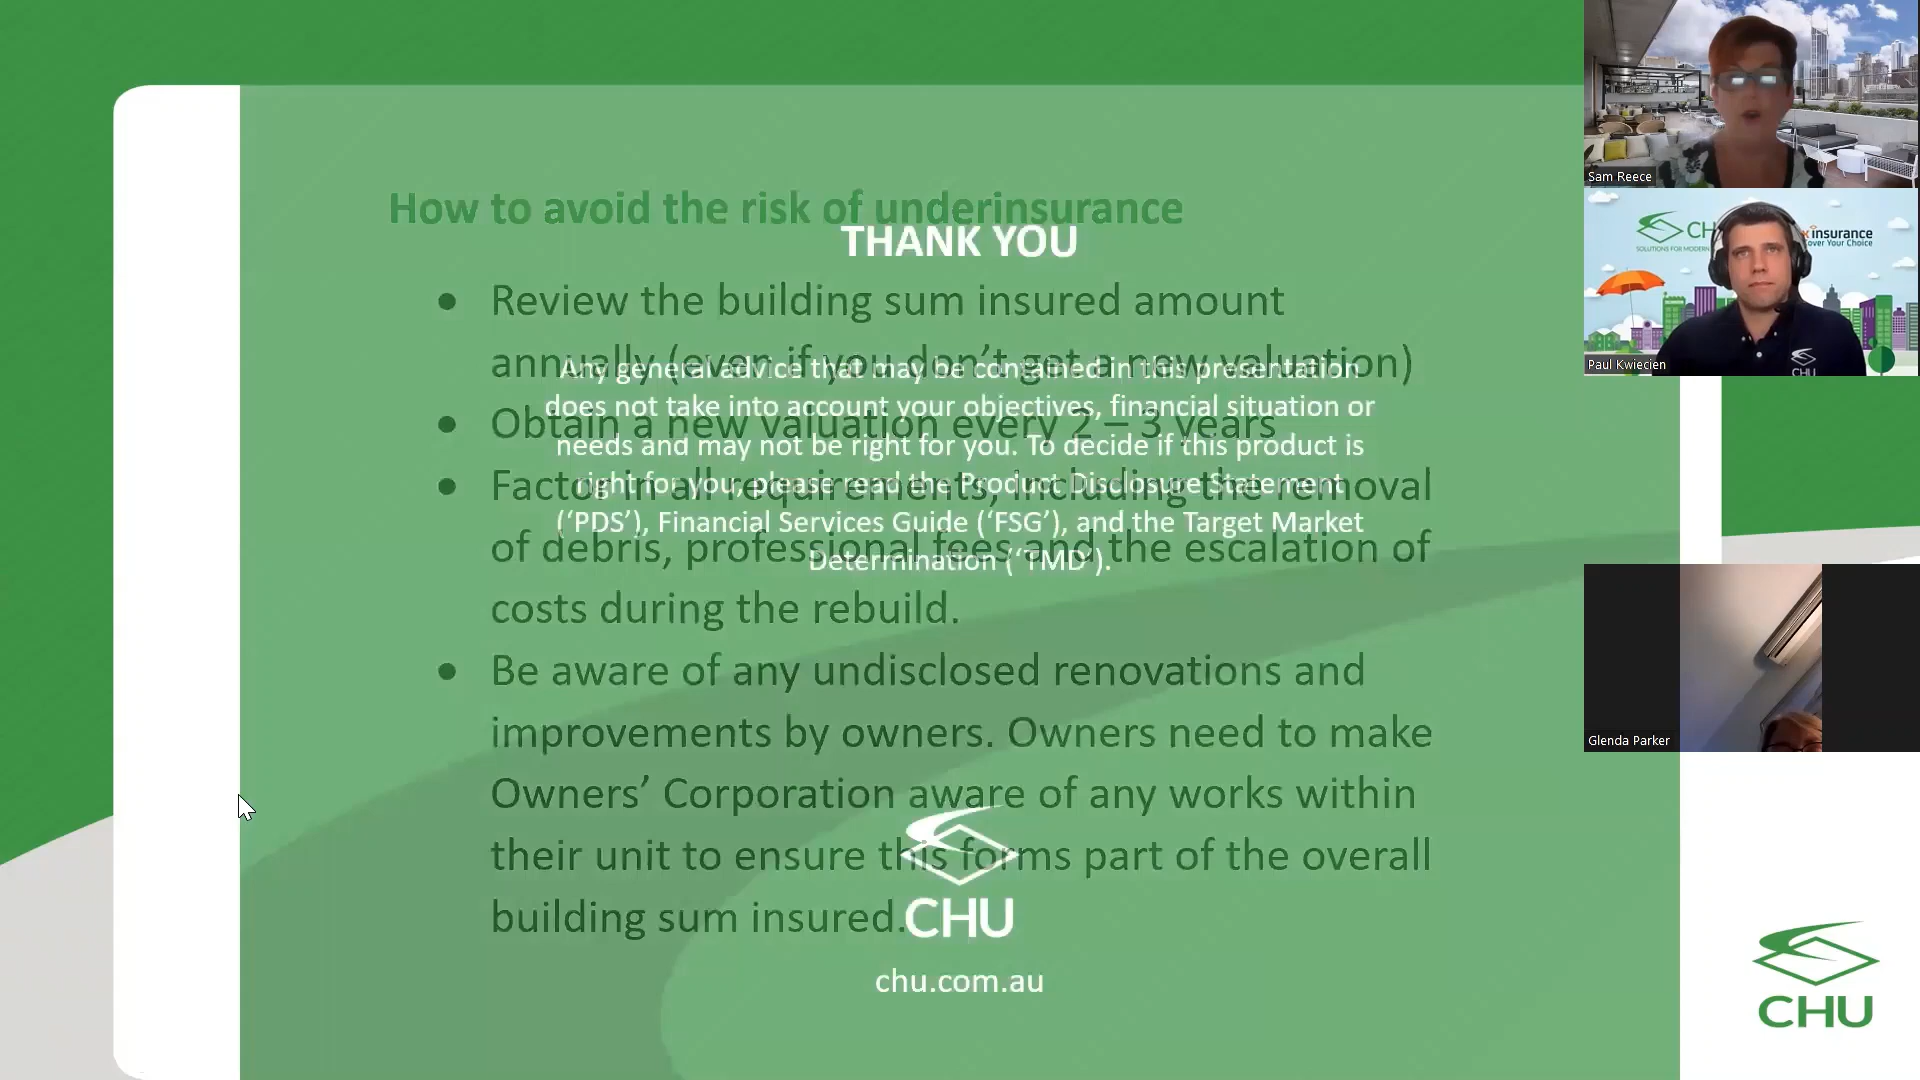 How to avoid the risk of underinsurance
• Review the building sum insured amount
annually (even if you don’t get a new valuation)
• Obtain a new valuation every 2 – 3 years
• Factor in all requirements, including the removal
of debris, professional fees and the escalation of
costs during the rebuild.
• Be aware of any undisclosed renovations and
improvements by owners. Owners need to make
Owners’ Corporation aware of any works within
their unit to ensure this forms part of the overall
building sum insured.
THANK YOU
Any general advice that may be contained in this presentation
does not take into account your objectives, financial situation or
needs and may not be right for you. To decide if this product is
right for you, please read the Product Disclosure Statement
(‘PDS’), Financial Services Guide (‘FSG’), and the Target Market
Determination (‘TMD’).
CHU
chu.com.au
Sam Reece
CH
insurance
over Your Choice
CHU
Paul Kwiecien
Glenda Parker
CHU